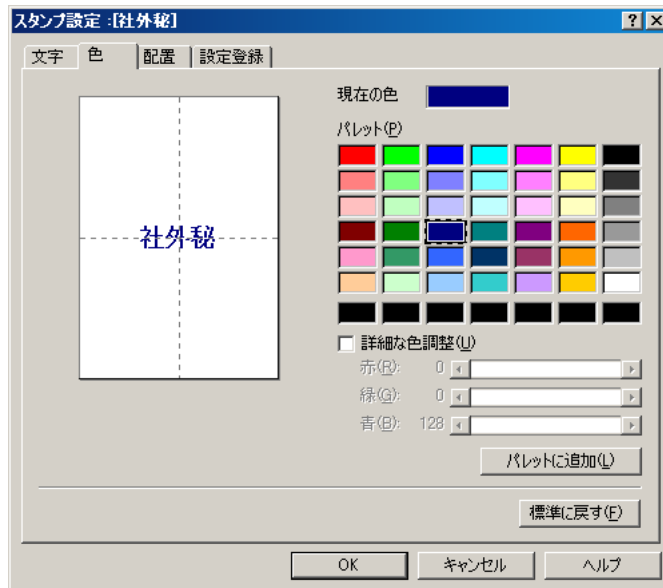 スタンプ設定 :[社外秘]
文字 色 配置 設定登録
現在の色
パレット(P)
社外秘
詳細な色調整(U)
赤(R): 0
緑(G): 0
青(B): 128
パレットに追加(L)
標準に戻す(F)
OK キャンセル ヘルプ